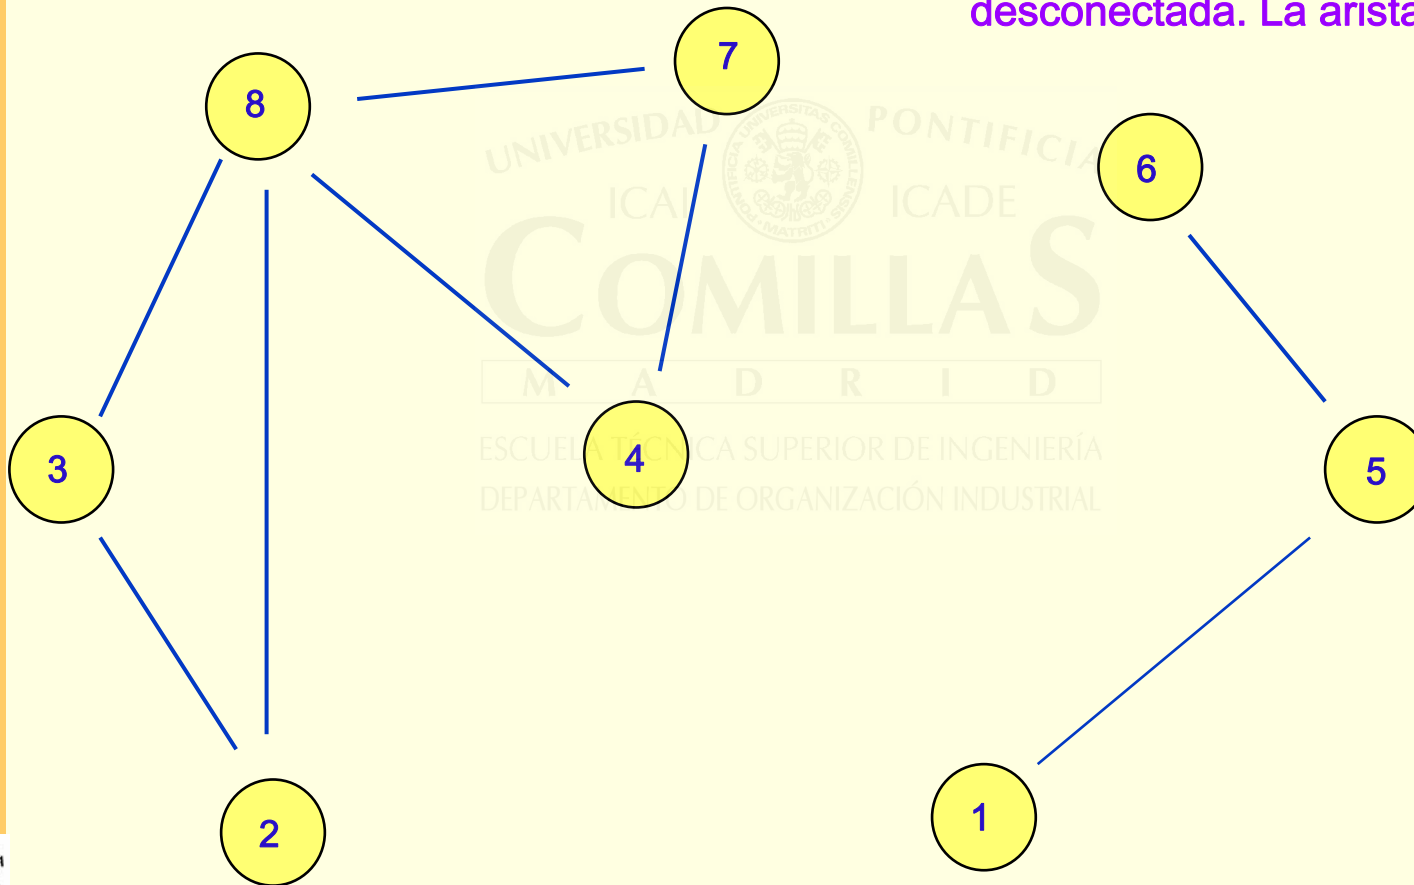 desconectada. La arista
7
8
6
3
4
5
2
1
UNIVERSIDAD PONTIFICIA
ICAI ICADE
COMILLAS
M A D R I D
ESCUELA TÉCNICA SUPERIOR DE INGENIERÍA
DEPARTAMENTO DE ORGANIZACIÓN INDUSTRIAL